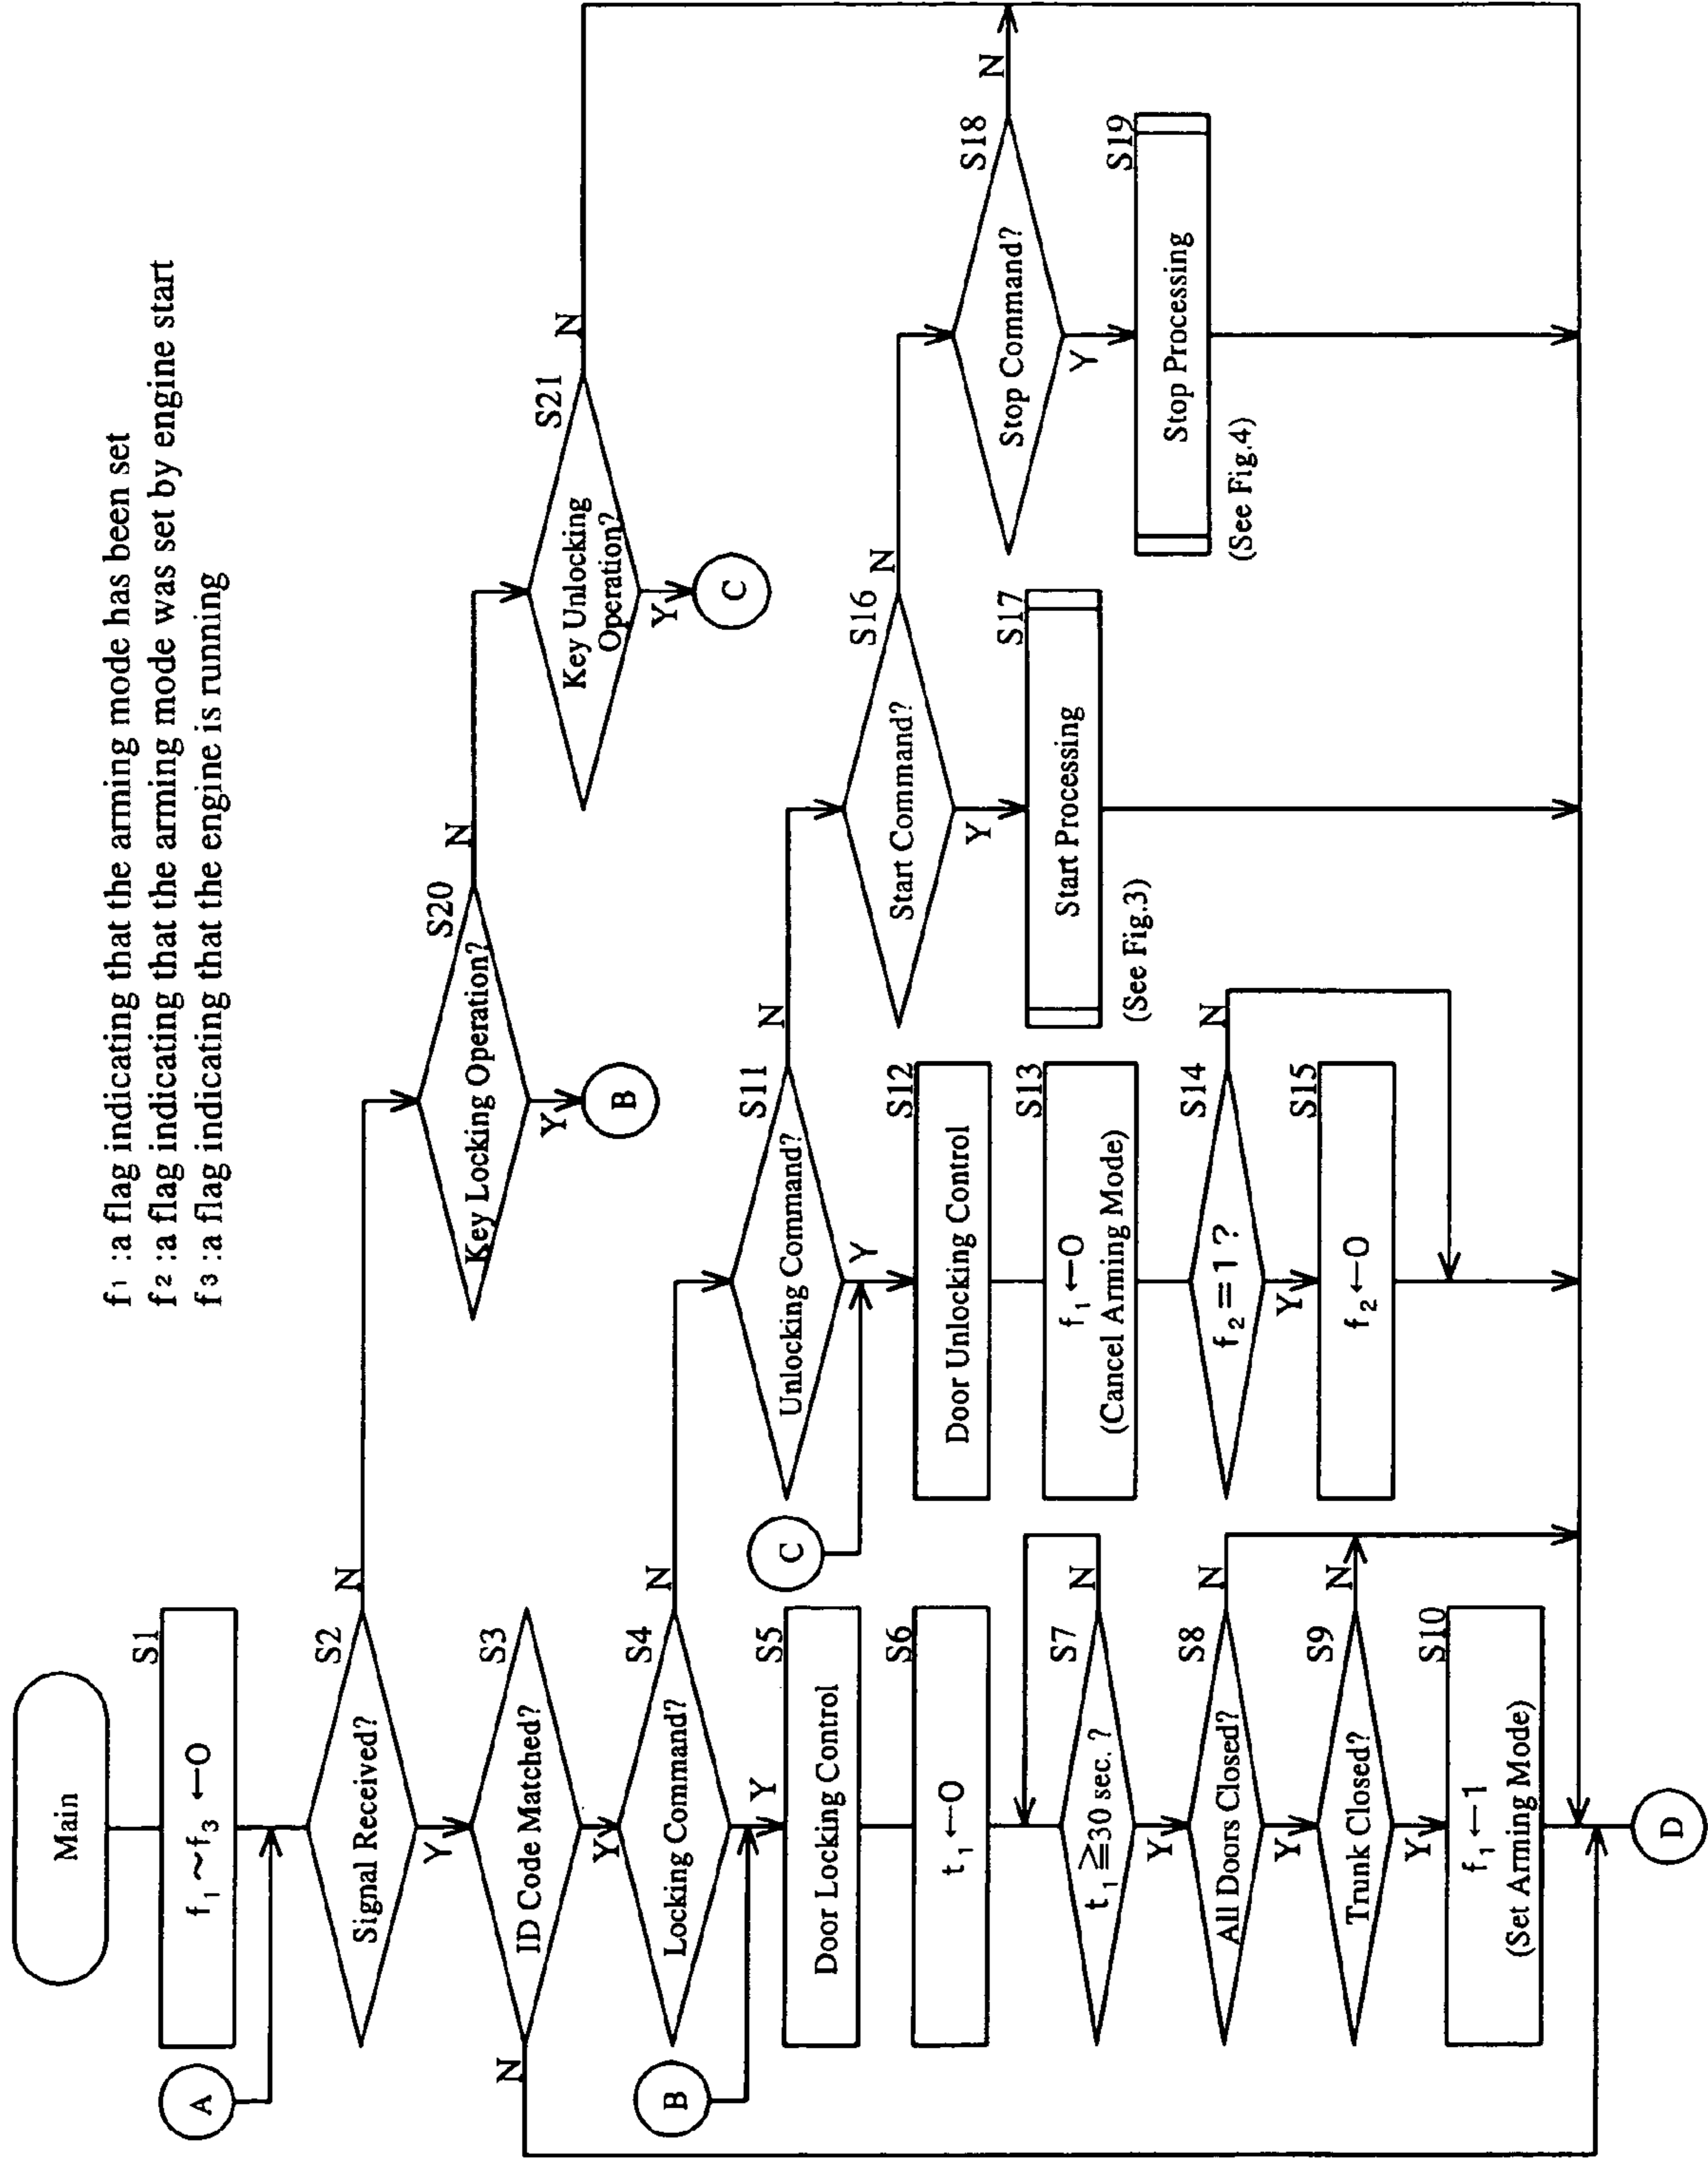 f₁ :a flag indicating that the arming mode has been set
f₂ :a flag indicating that the arming mode was set by engine start
f₃ :a flag indicating that the engine is running
Main
S1
f₁~f₃ ←0
A
S2
Signal Received?
N
Y
S3
ID Code Matched?
N
Y
S4
Locking Command?
N
B
Y
S5
Door Locking Control
S6
t₁←0
S7
t₁≧30 sec. ?
N
Y
S8
All Doors Closed?
N
Y
S9
Trunk Closed?
N
Y
S10
f₁←1
(Set Arming Mode)
D
S11
Unlocking Command?
N
C
Y
S12
Door Unlocking Control
S13
f₁←0
(Cancel Arming Mode)
S14
f₂=1 ?
N
Y
S15
f₂←0
S16
Start Command?
N
Y
S17
Start Processing
(See Fig.3)
S18
Stop Command?
N
Y
S19
Stop Processing
(See Fig.4)
S20
Key Locking Operation?
N
Y
B
S21
Key Unlocking
Operation?
N
Y
C